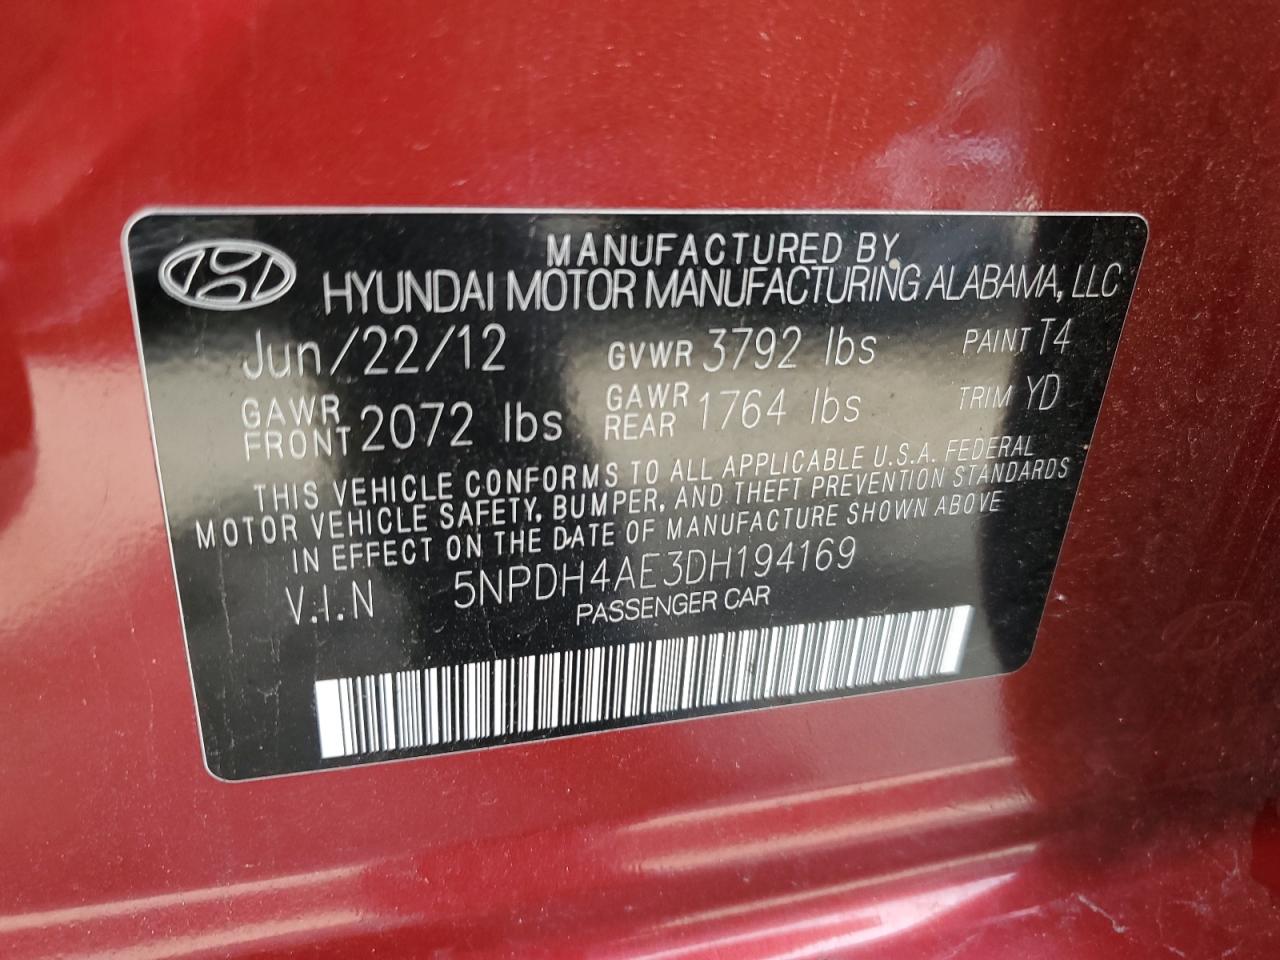 MANUFACTURED BY
HYUNDAI MOTOR MANUFACTURING ALABAMA, LLC
Jun/22/12 GVWR 3792 lbs PAINT T4
GAWR FRONT 2072 lbs GAWR REAR 1764 lbs TRIM YD
THIS VEHICLE CONFORMS TO ALL APPLICABLE U.S.A. FEDERAL
MOTOR VEHICLE SAFETY, BUMPER, AND THEFT PREVENTION STANDARDS
IN EFFECT ON THE DATE OF MANUFACTURE SHOWN ABOVE
V.I.N 5NPDH4AE3DH194169
PASSENGER CAR